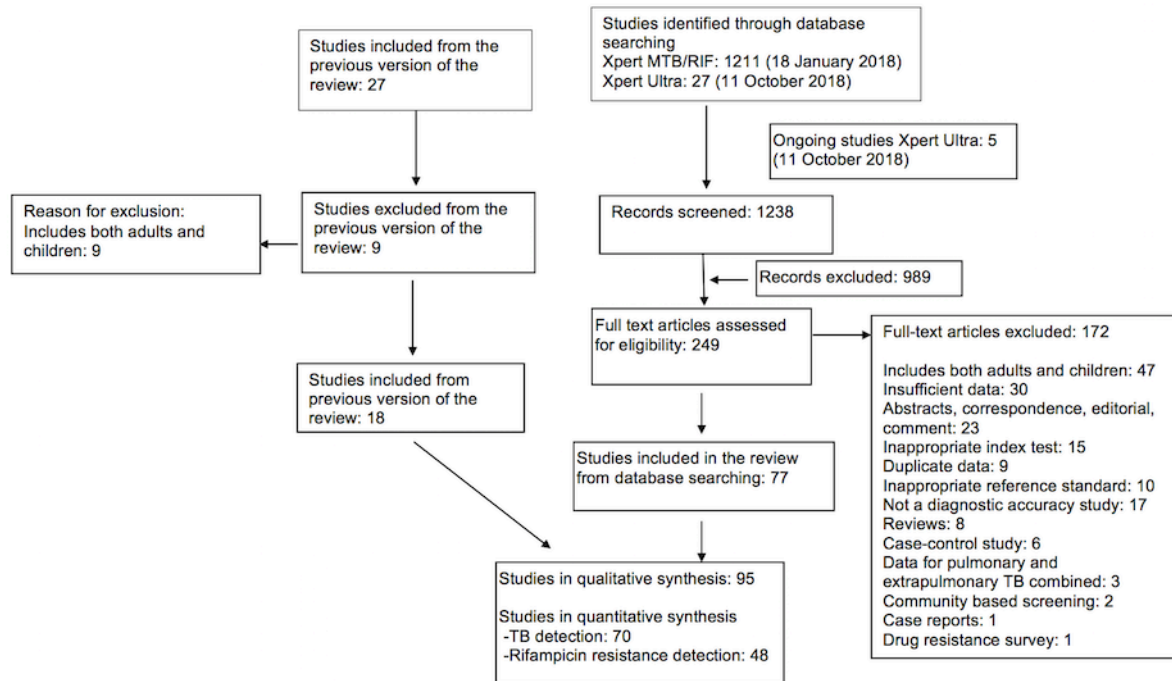 Studies included from the
previous version of the
review: 27
Studies identified through database
searching
Xpert MTB/RIF: 1211 (18 January 2018)
Xpert Ultra: 27 (11 October 2018)
Ongoing studies Xpert Ultra: 5
(11 October 2018)
Reason for exclusion:
Includes both adults and
children: 9
Studies excluded from the
previous version of the
review: 9
Records screened: 1238
Records excluded: 989
Full text articles assessed
for eligibility: 249
Full-text articles excluded: 172
Includes both adults and children: 47
Insufficient data: 30
Abstracts, correspondence, editorial,
comment: 23
Inappropriate index test: 15
Duplicate data: 9
Inappropriate reference standard: 10
Not a diagnostic accuracy study: 17
Reviews: 8
Case-control study: 6
Data for pulmonary and
extrapulmonary TB combined: 3
Community based screening: 2
Case reports: 1
Drug resistance survey: 1
Studies included from
previous version of the
review: 18
Studies included in the review
from database searching: 77
Studies in qualitative synthesis: 95
Studies in quantitative synthesis
-TB detection: 70
-Rifampicin resistance detection: 48